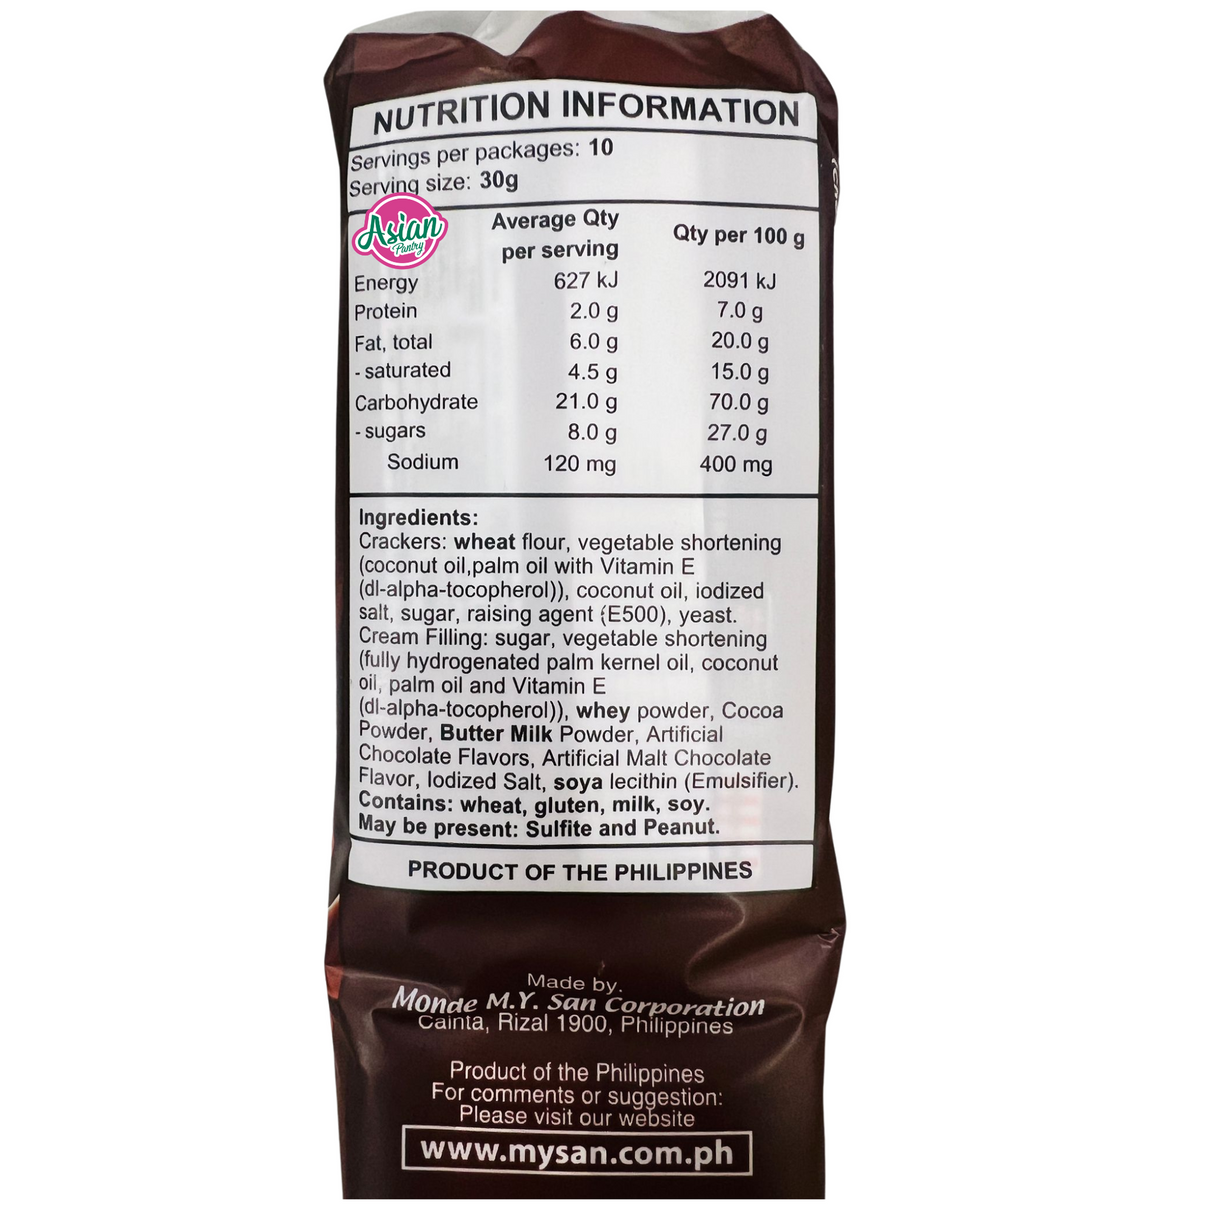 NUTRITION INFORMATION
Servings per packages: 10
Serving size: 30g
Asian
Pantry
Average Qty
per serving
Qty per 100 g
Energy 627 kJ 2091 kJ
Protein 2.0 g 7.0 g
Fat, total 6.0 g 20.0 g
- saturated 4.5 g 15.0 g
Carbohydrate 21.0 g 70.0 g
- sugars 8.0 g 27.0 g
Sodium 120 mg 400 mg
Ingredients:
Crackers: wheat flour, vegetable shortening
(coconut oil,palm oil with Vitamin E
(dl-alpha-tocopherol)), coconut oil, iodized
salt, sugar, raising agent (E500), yeast.
Cream Filling: sugar, vegetable shortening
(fully hydrogenated palm kernel oil, coconut
oil, palm oil and Vitamin E
(dl-alpha-tocopherol)), whey powder, Cocoa
Powder, Butter Milk Powder, Artificial
Chocolate Flavors, Artificial Malt Chocolate
Flavor, Iodized Salt, soya lecithin (Emulsifier).
Contains: wheat, gluten, milk, soy.
May be present: Sulfite and Peanut.
PRODUCT OF THE PHILIPPINES
Made by.
Monde M.Y. San Corporation
Cainta, Rizal 1900, Philippines
Product of the Philippines
For comments or suggestion:
Please visit our website
www.mysan.com.ph